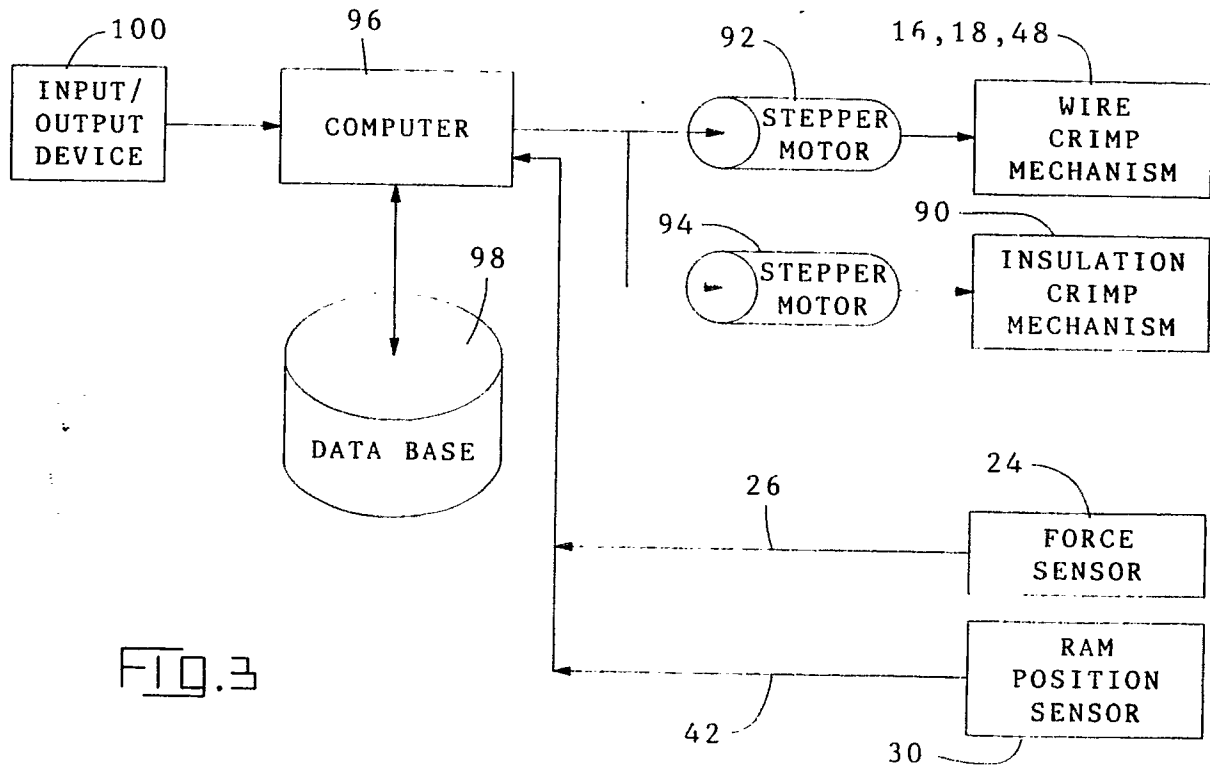 100
96
92
16,18,48
INPUT/
OUTPUT
DEVICE
COMPUTER
STEPPER
MOTOR
WIRE
CRIMP
MECHANISM
94
90
STEPPER
MOTOR
INSULATION
CRIMP
MECHANISM
98
DATA BASE
26
24
FORCE
SENSOR
42
RAM
POSITION
SENSOR
30
FIG.3